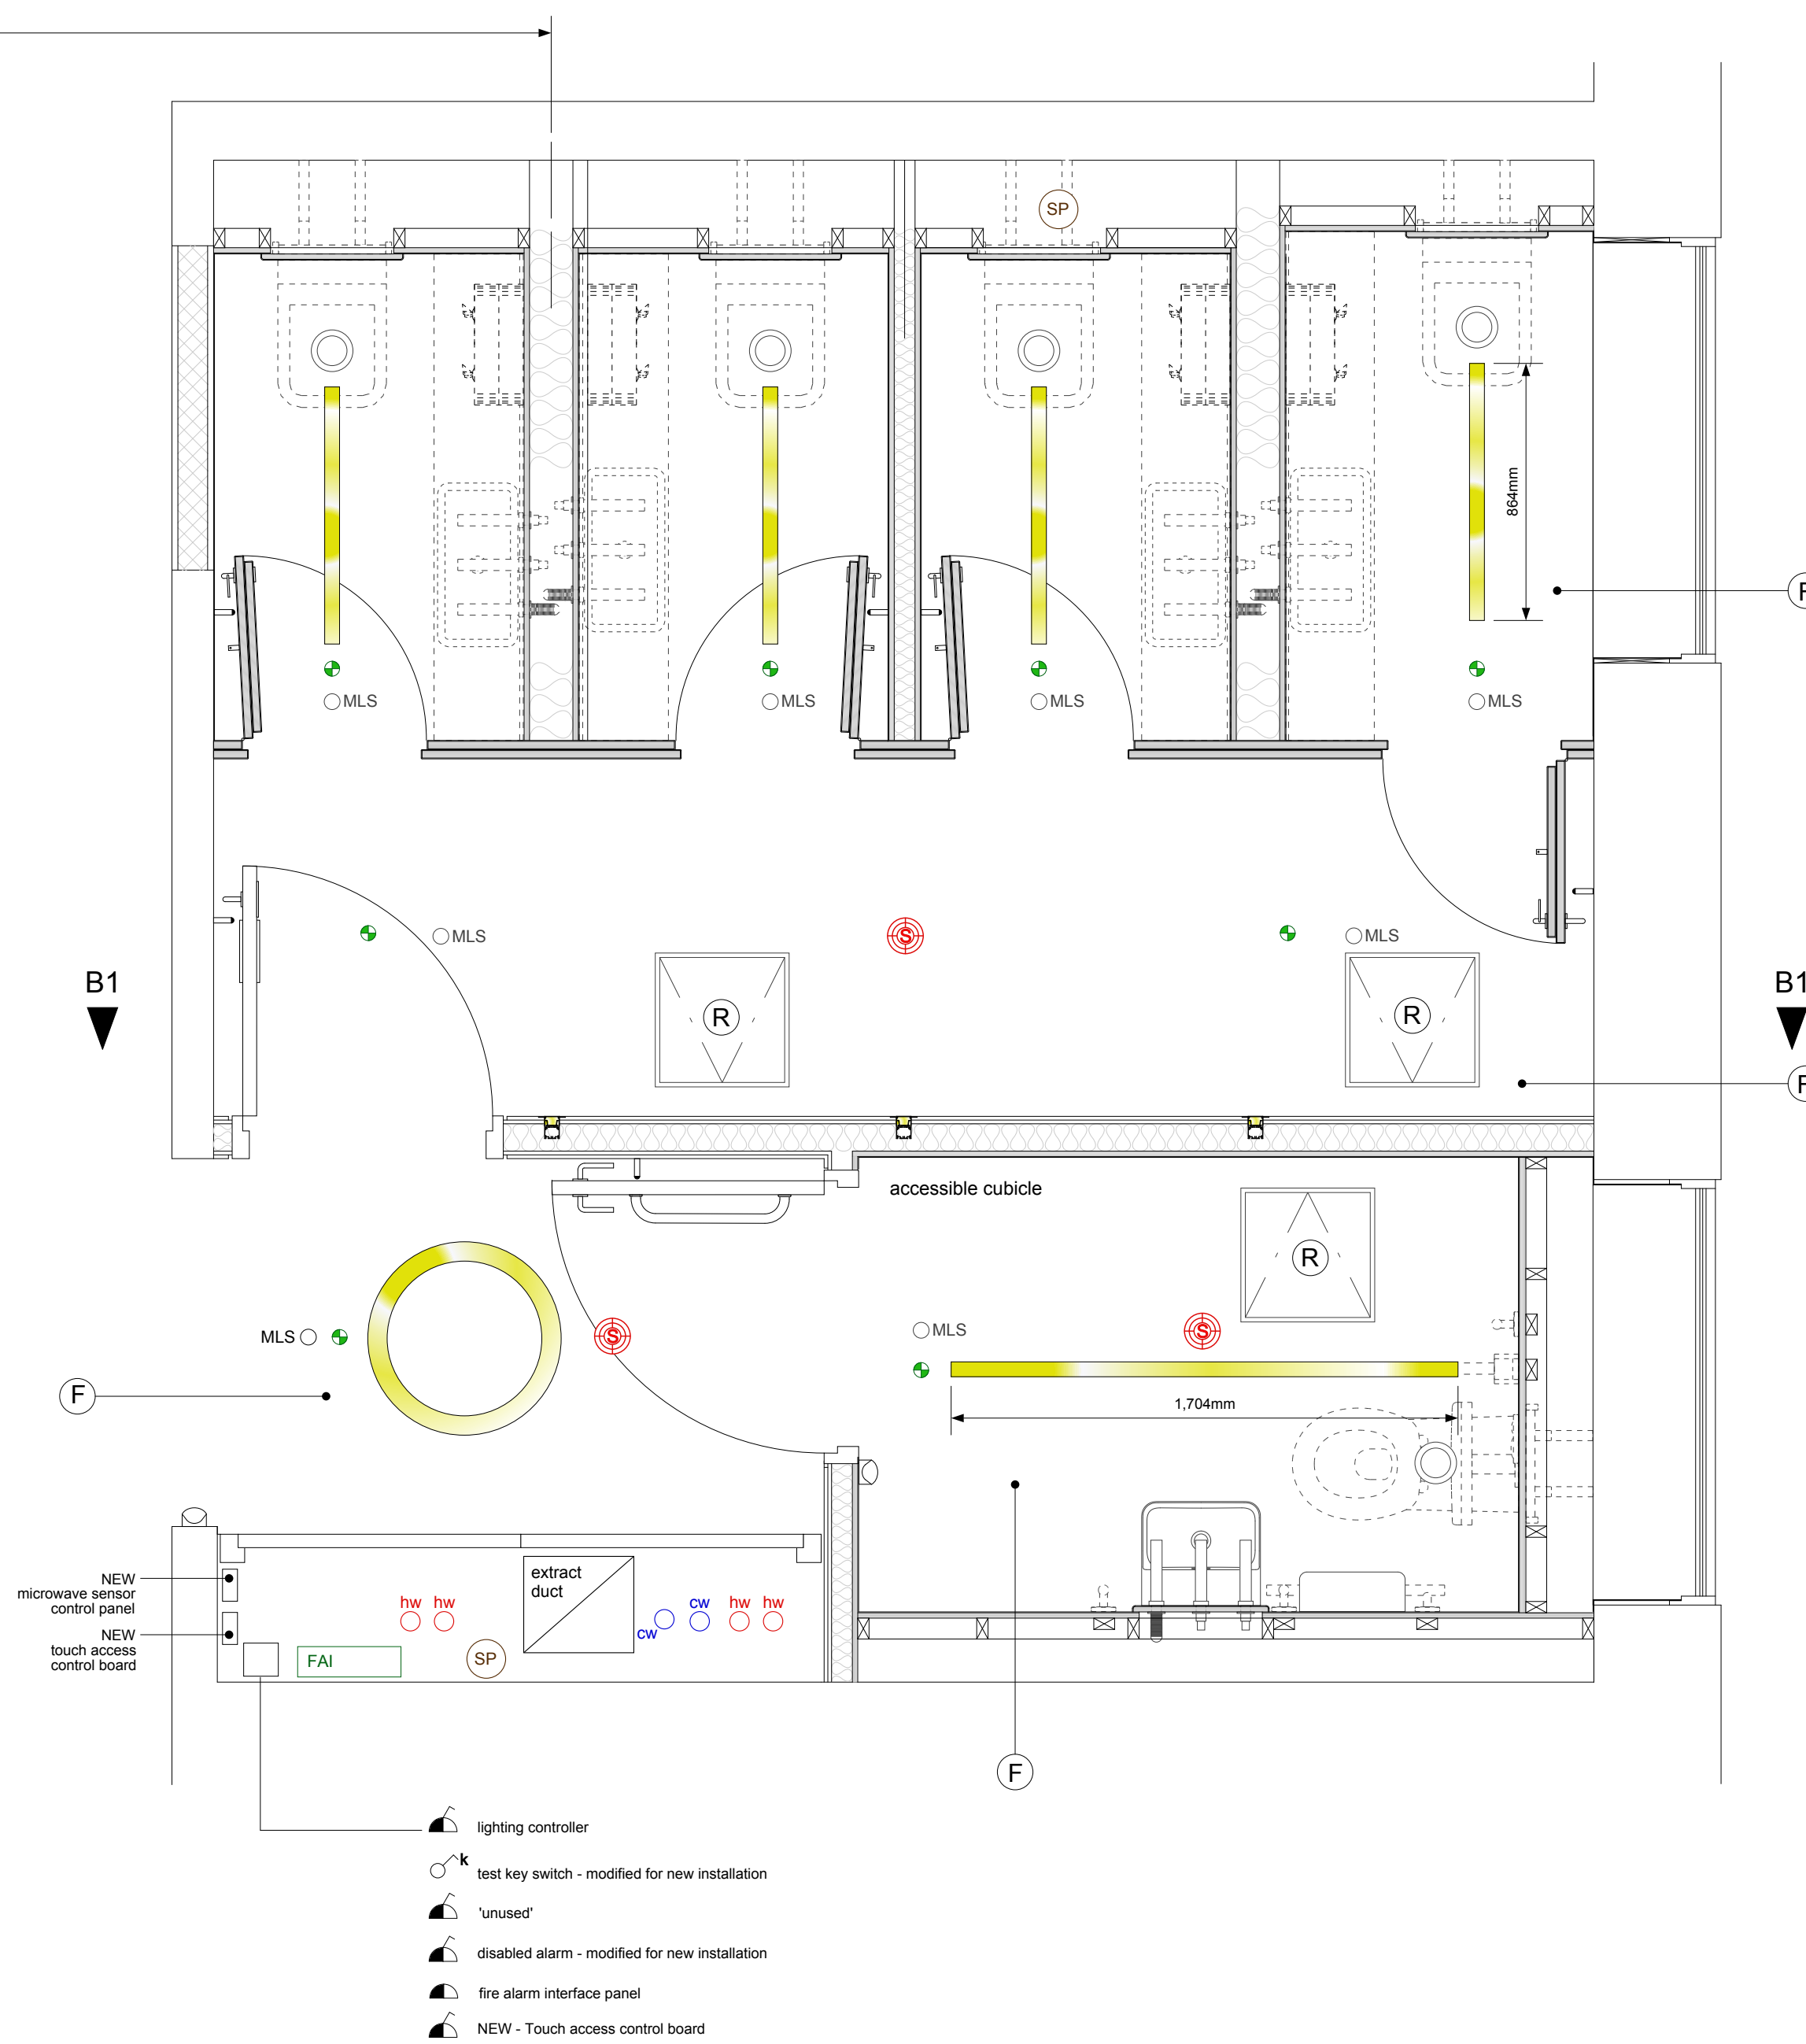 SP
864mm
F
MLS
MLS
MLS
MLS
MLS
S
MLS
B1
B1
R
R
F
accessible cubicle
R
MLS
S
MLS
S
F
1,704mm
extract
duct
NEW
microwave sensor
control panel
hw
hw
cw
hw
hw
cw
NEW
touch access
control board
FAI
SP
F
lighting controller
k
test key switch - modified for new installation
'unused'
disabled alarm - modified for new installation
fire alarm interface panel
NEW - Touch access control board